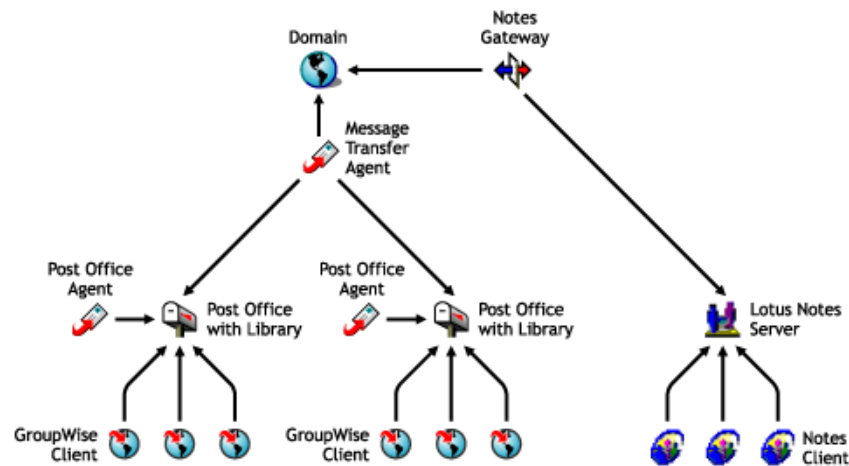 Domain
Notes
Gateway
Message
Transfer
Agent
Post Office
Agent
Post Office
with Library
Post Office
Agent
Post Office
with Library
Lotus Notes
Server
GroupWise
Client
GroupWise
Client
Notes
Client